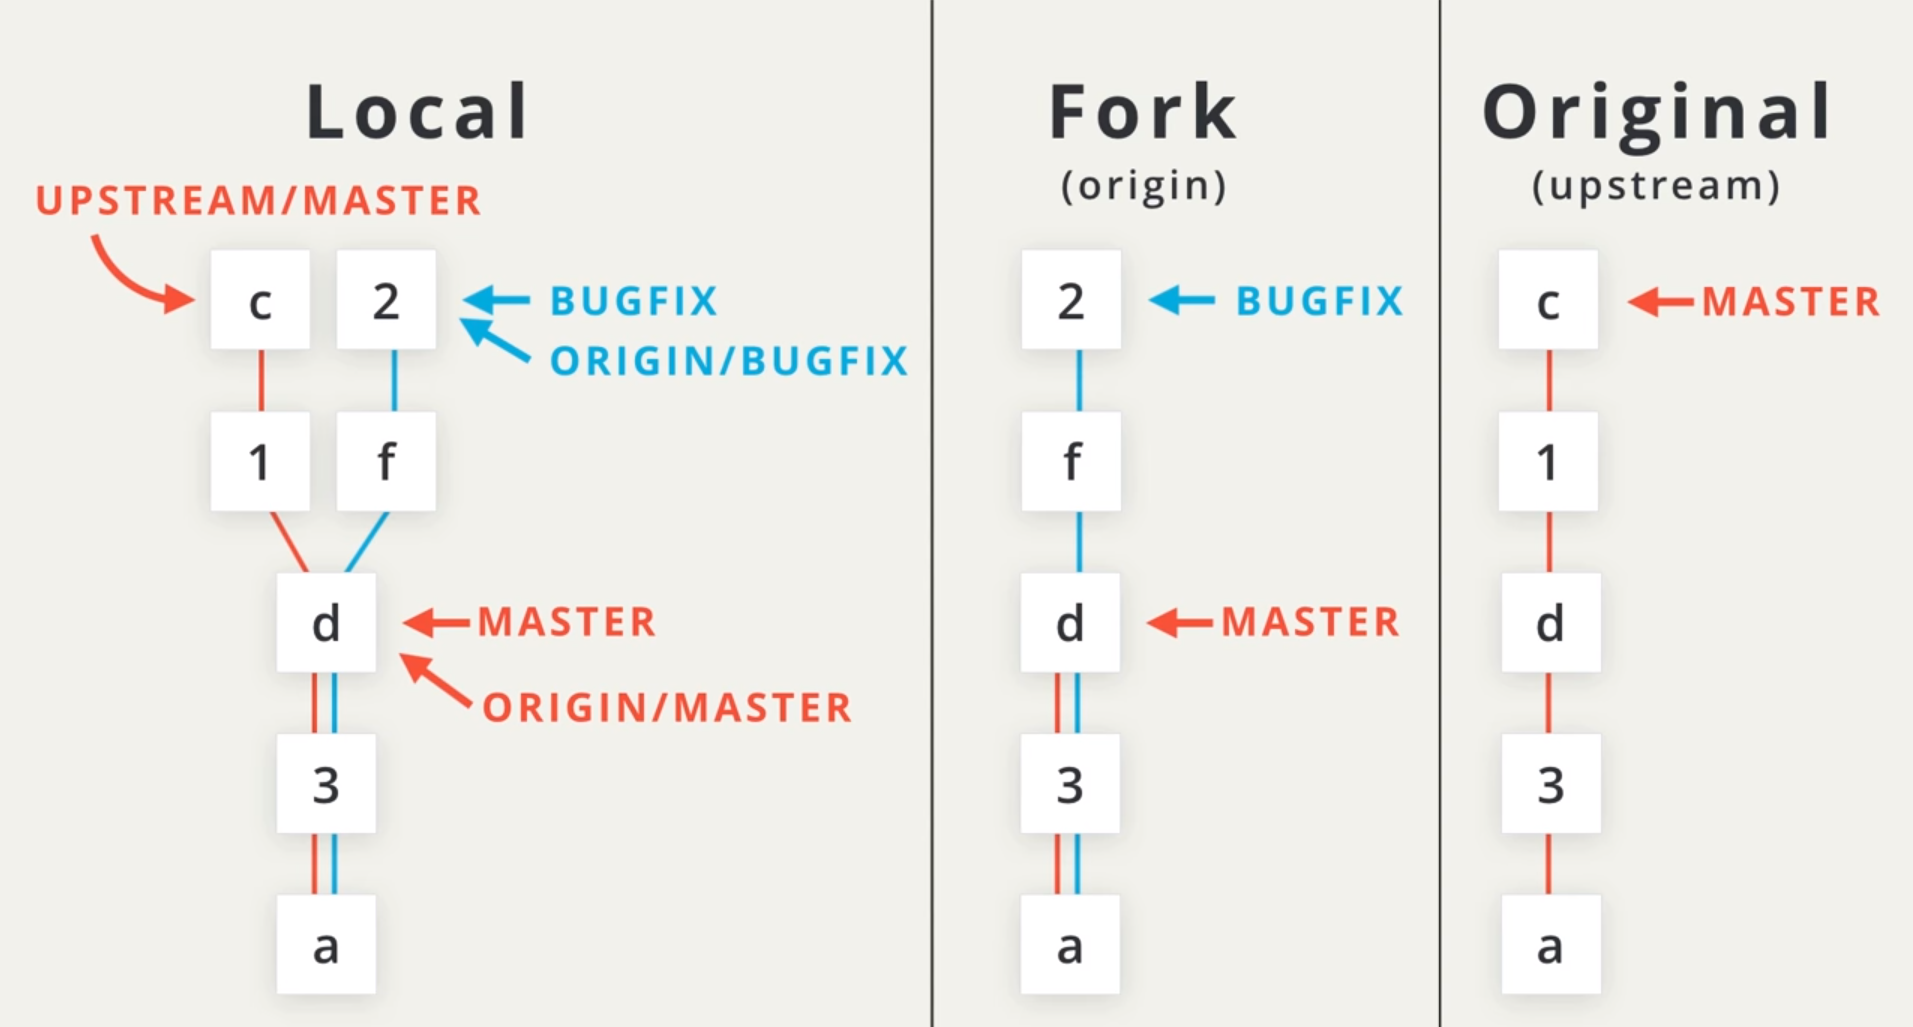 Local
UPSTREAM/MASTER
c
2
BUGFIX
ORIGIN/BUGFIX
1
f
d
MASTER
ORIGIN/MASTER
3
a
Fork
(origin)
2
BUGFIX
f
d
MASTER
3
a
Original
(upstream)
c
MASTER
1
d
3
a